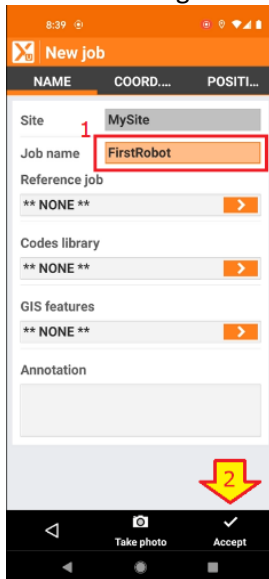 8:39
New job
NAME COORD.... POSITI...
Site MySite
1
Job name FirstRobot
Reference job
** NONE **
Codes library
** NONE **
GIS features
** NONE **
Annotation
2
Take photo Accept